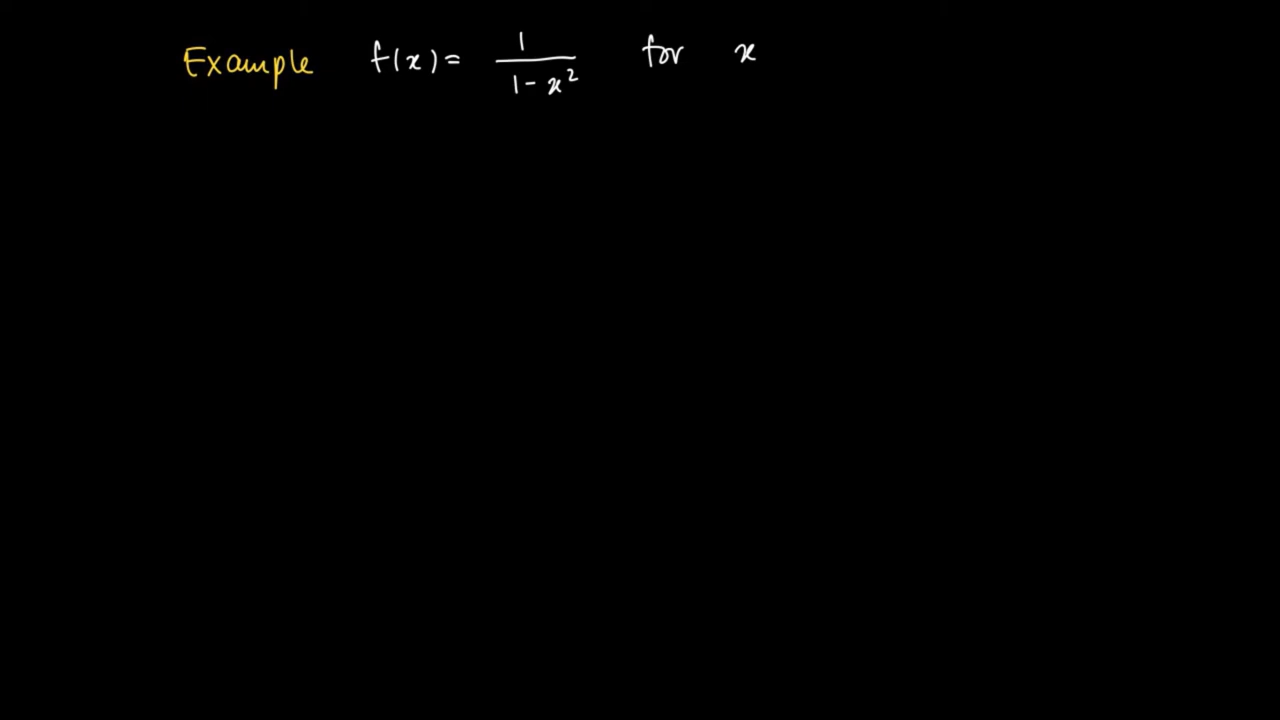 Example f(x) = 1/(1-x²) for x